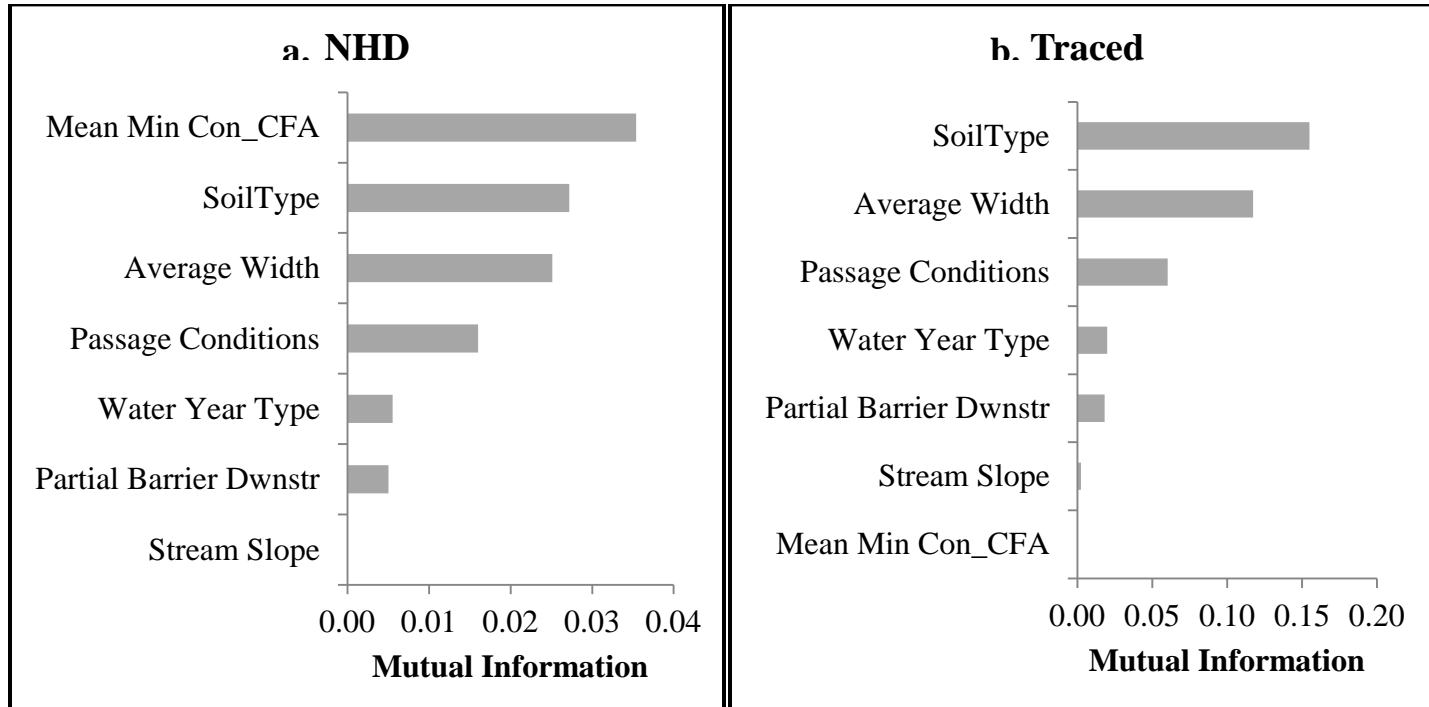 a. NHD
Mean Min Con_CFA
SoilType
Average Width
Passage Conditions
Water Year Type
Partial Barrier Dwnstr
Stream Slope
0.00 0.01 0.02 0.03 0.04
Mutual Information
b. Traced
SoilType
Average Width
Passage Conditions
Water Year Type
Partial Barrier Dwnstr
Stream Slope
Mean Min Con_CFA
0.00 0.05 0.10 0.15 0.20
Mutual Information